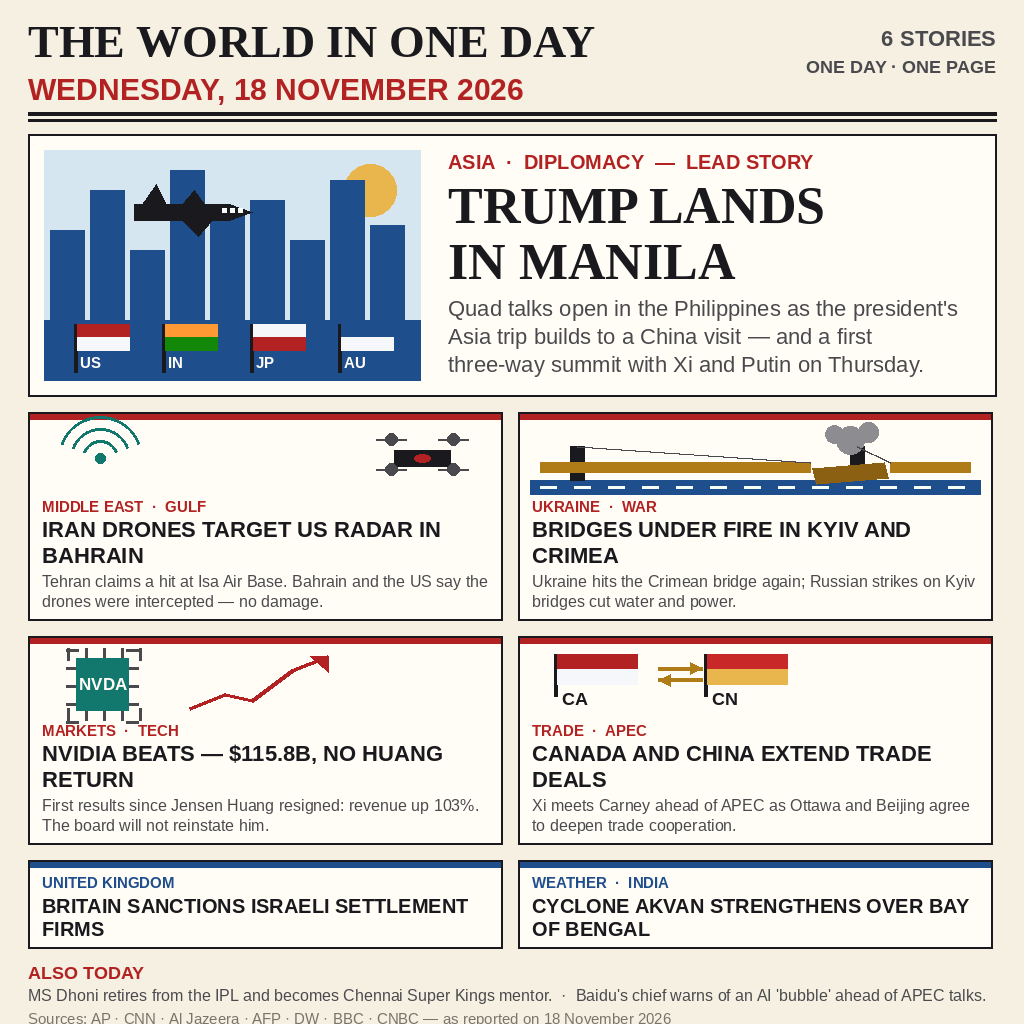 THE WORLD IN ONE DAY
WEDNESDAY, 18 NOVEMBER 2026
6 STORIES
ONE DAY · ONE PAGE
US
IN
JP
AU
ASIA · DIPLOMACY — LEAD STORY
TRUMP LANDS
IN MANILA
Quad talks open in the Philippines as the president's
Asia trip builds to a China visit — and a first
three-way summit with Xi and Putin on Thursday.
MIDDLE EAST · GULF
IRAN DRONES TARGET US RADAR IN
BAHRAIN
Tehran claims a hit at Isa Air Base. Bahrain and the US say the
drones were intercepted — no damage.
UKRAINE · WAR
BRIDGES UNDER FIRE IN KYIV AND
CRIMEA
Ukraine hits the Crimean bridge again; Russian strikes on Kyiv
bridges cut water and power.
NVDA
MARKETS · TECH
NVIDIA BEATS — $115.8B, NO HUANG
RETURN
First results since Jensen Huang resigned: revenue up 103%.
The board will not reinstate him.
CA
CN
TRADE · APEC
CANADA AND CHINA EXTEND TRADE
DEALS
Xi meets Carney ahead of APEC as Ottawa and Beijing agree
to deepen trade cooperation.
UNITED KINGDOM
BRITAIN SANCTIONS ISRAELI SETTLEMENT
FIRMS
WEATHER · INDIA
CYCLONE AKVAN STRENGTHENS OVER BAY
OF BENGAL
ALSO TODAY
MS Dhoni retires from the IPL and becomes Chennai Super Kings mentor. · Baidu's chief warns of an AI 'bubble' ahead of APEC talks.
Sources: AP · CNN · Al Jazeera · AFP · DW · BBC · CNBC — as reported on 18 November 2026